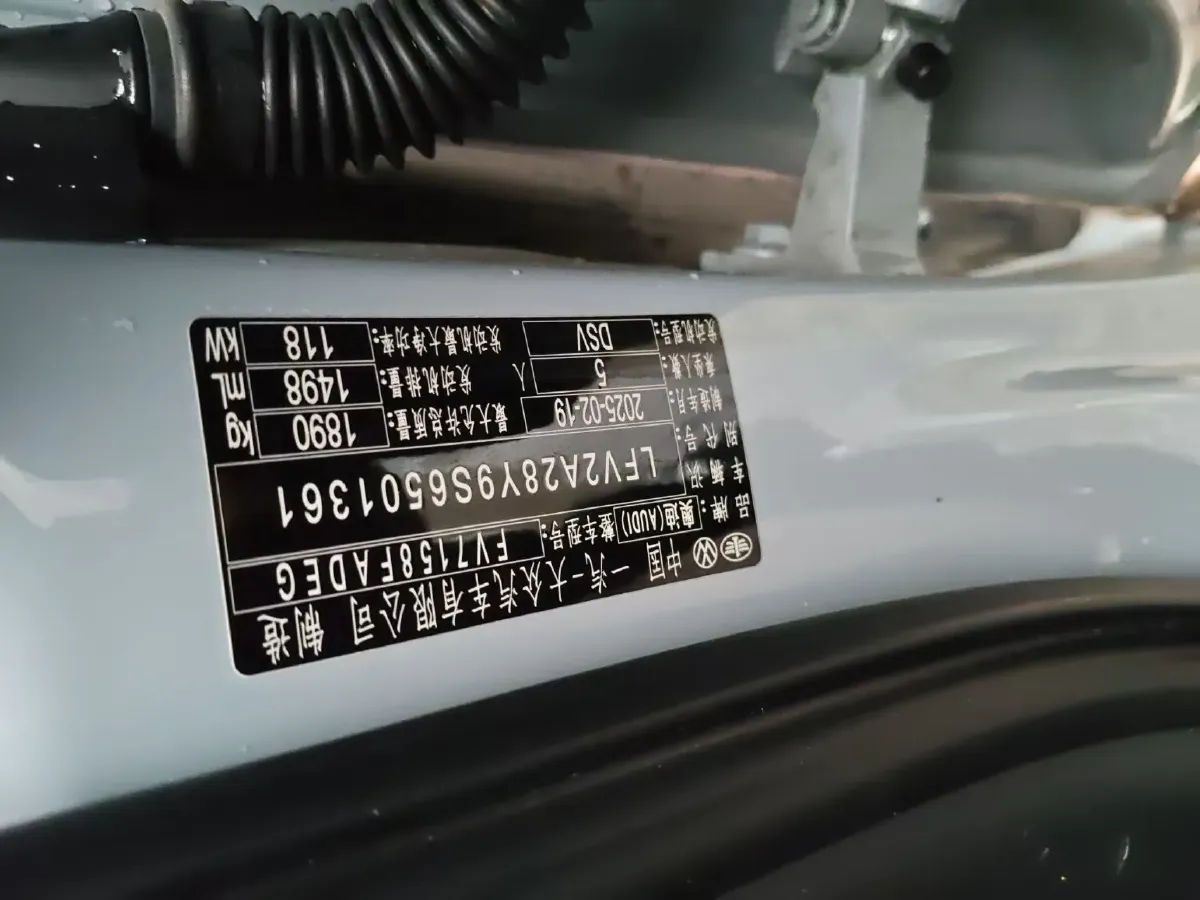 中国 一汽-大众汽车有限公司 制造
品牌: 奥迪(AUDI) 整车型号: FV7158FADEG
车辆识别代号: LFV2A28Y9S6501361
制造年月: 2025-02-19 最大允许总质量: 1890 kg
乘坐人数: 5 人 发动机排量: 1498 mL
发动机型号: DSV 发动机最大净功率: 118 kW